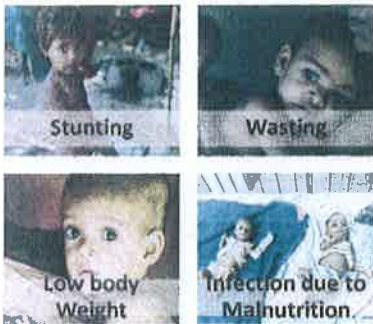 Stunting
Wasting
Low body
Weight
Infection due to
Malnutrition